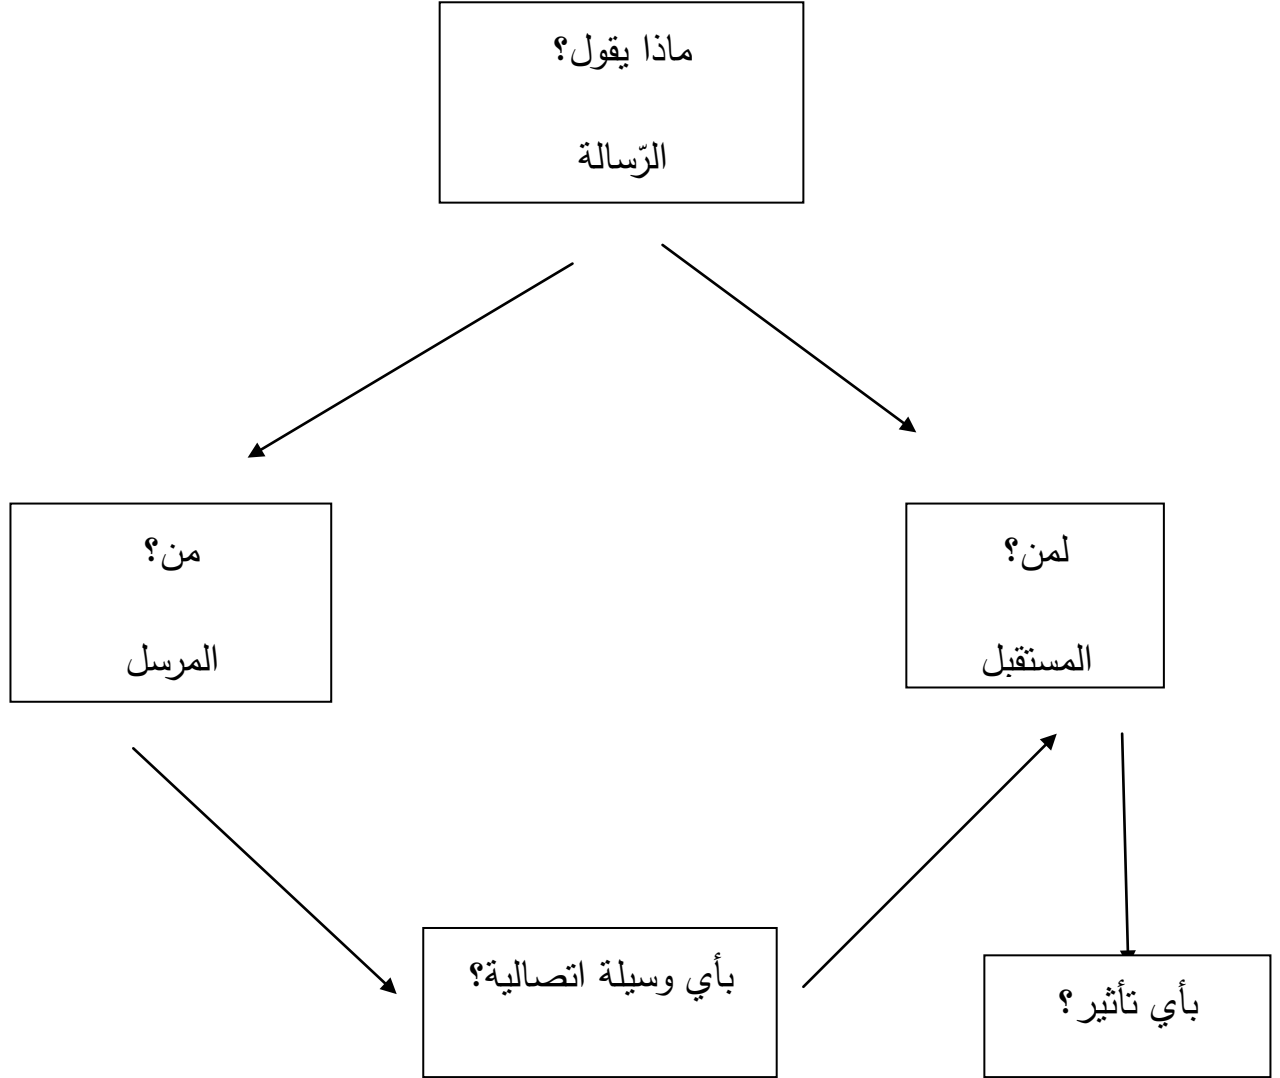 ماذا يقول؟
الرّسالة
لمن؟
المستقبل
من؟
المرسل
بأي وسيلة اتصالية؟
بأي تأثير؟